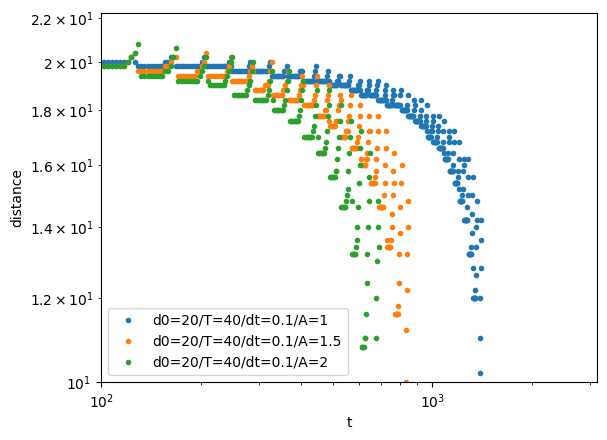 2.2 × 10¹
2 × 10¹
1.8 × 10¹
1.6 × 10¹
1.4 × 10¹
1.2 × 10¹
10¹
distance
d0=20/T=40/dt=0.1/A=1
d0=20/T=40/dt=0.1/A=1.5
d0=20/T=40/dt=0.1/A=2
10² 10³
t